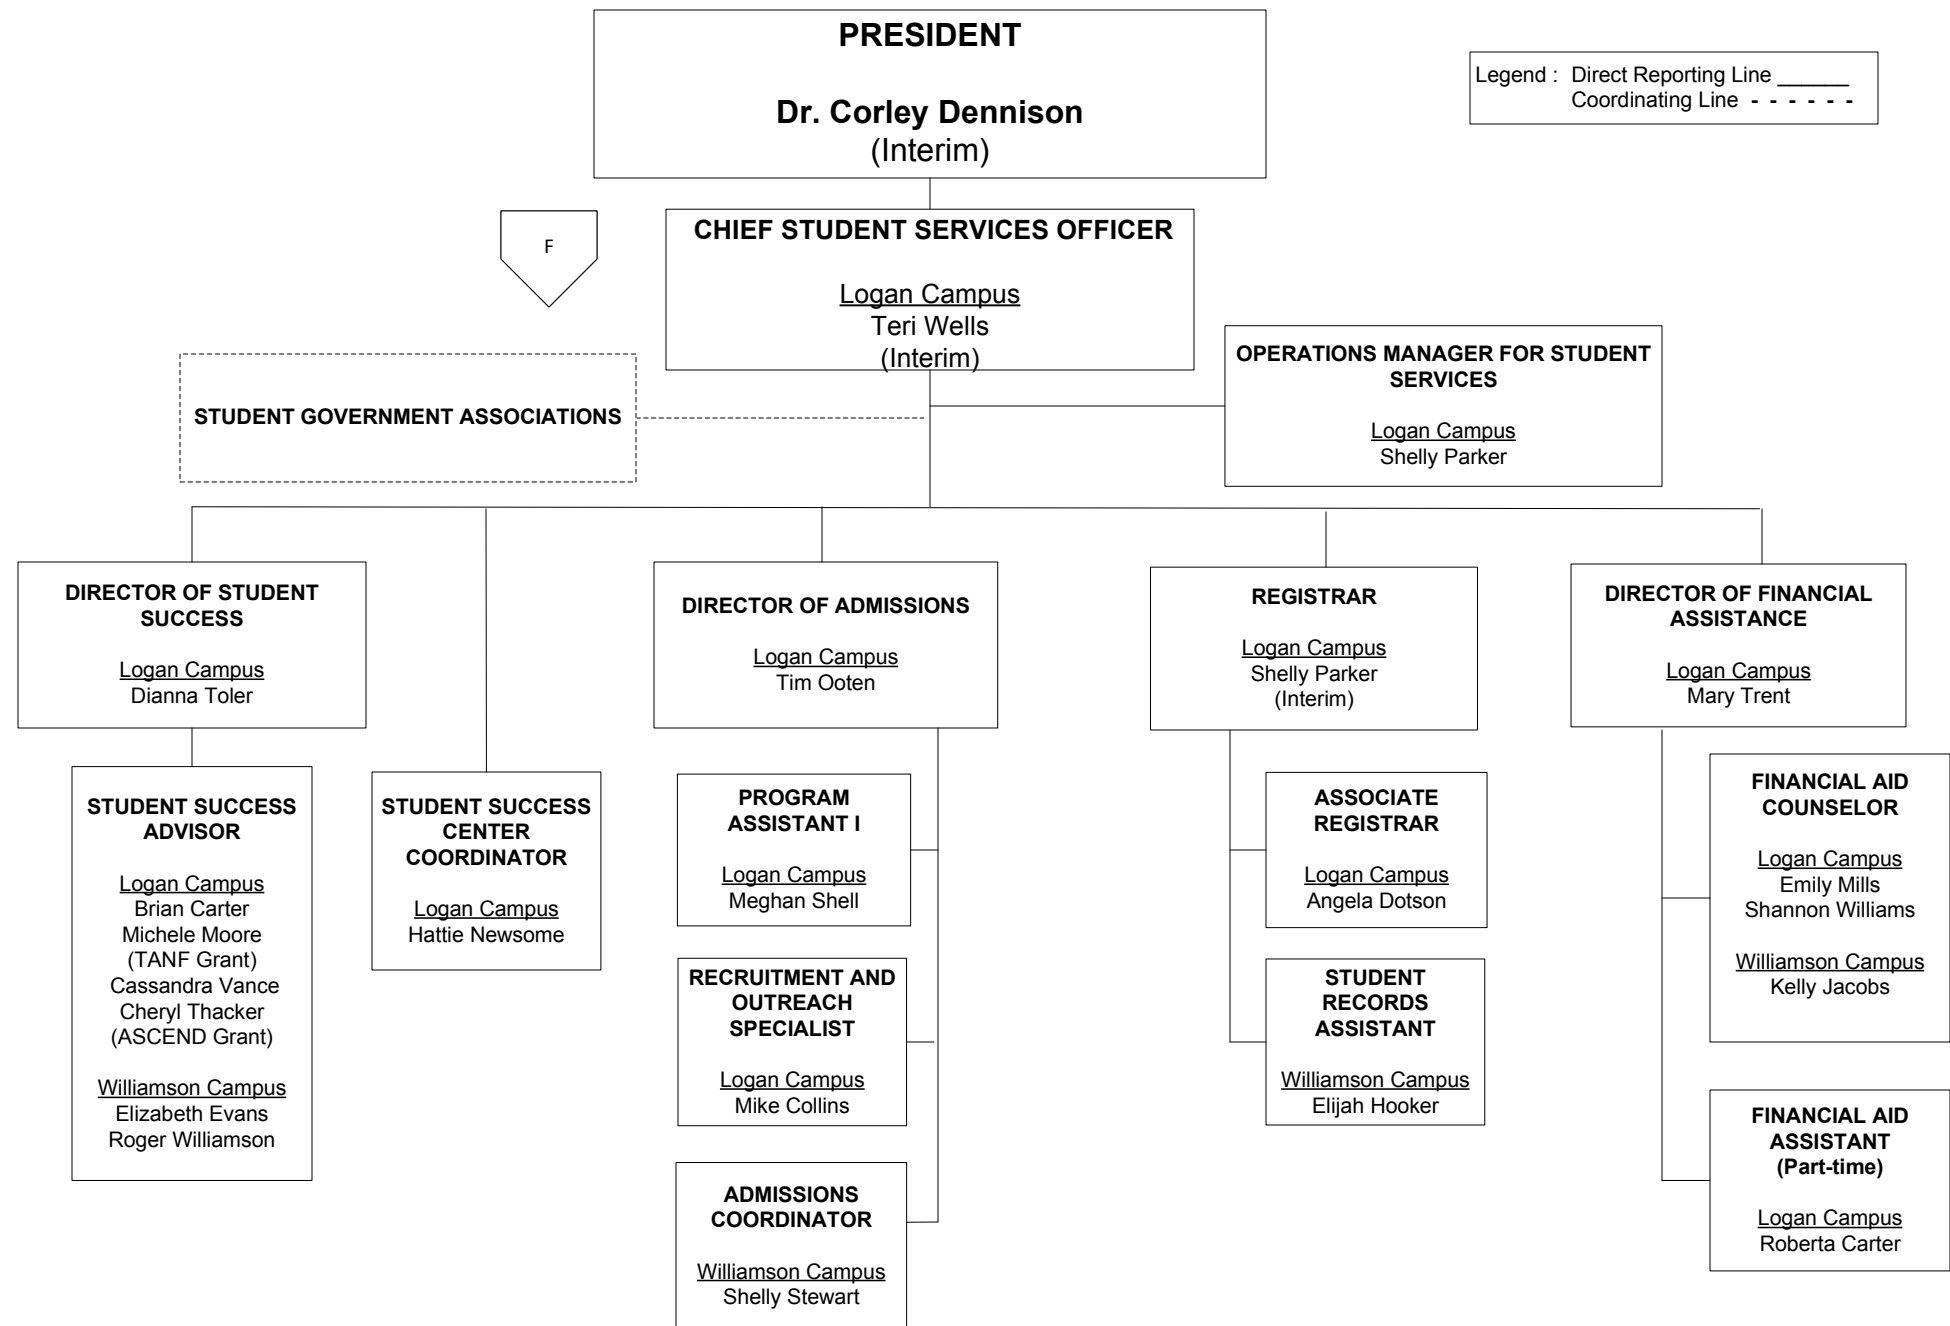 PRESIDENT
Dr. Corley Dennison
(Interim)
Legend : Direct Reporting Line ______
Coordinating Line - - - - - -
F
CHIEF STUDENT SERVICES OFFICER
Logan Campus
Teri Wells
(Interim)
STUDENT GOVERNMENT ASSOCIATIONS
OPERATIONS MANAGER FOR STUDENT
SERVICES
Logan Campus
Shelly Parker
DIRECTOR OF STUDENT
SUCCESS
Logan Campus
Dianna Toler
DIRECTOR OF ADMISSIONS
Logan Campus
Tim Ooten
REGISTRAR
Logan Campus
Shelly Parker
(Interim)
DIRECTOR OF FINANCIAL
ASSISTANCE
Logan Campus
Mary Trent
STUDENT SUCCESS
ADVISOR
Logan Campus
Brian Carter
Michele Moore
(TANF Grant)
Cassandra Vance
Cheryl Thacker
(ASCEND Grant)
Williamson Campus
Elizabeth Evans
Roger Williamson
STUDENT SUCCESS
CENTER
COORDINATOR
Logan Campus
Hattie Newsome
PROGRAM
ASSISTANT I
Logan Campus
Meghan Shell
RECRUITMENT AND
OUTREACH
SPECIALIST
Logan Campus
Mike Collins
ADMISSIONS
COORDINATOR
Williamson Campus
Shelly Stewart
ASSOCIATE
REGISTRAR
Logan Campus
Angela Dotson
STUDENT
RECORDS
ASSISTANT
Williamson Campus
Elijah Hooker
FINANCIAL AID
COUNSELOR
Logan Campus
Emily Mills
Shannon Williams
Williamson Campus
Kelly Jacobs
FINANCIAL AID
ASSISTANT
(Part-time)
Logan Campus
Roberta Carter